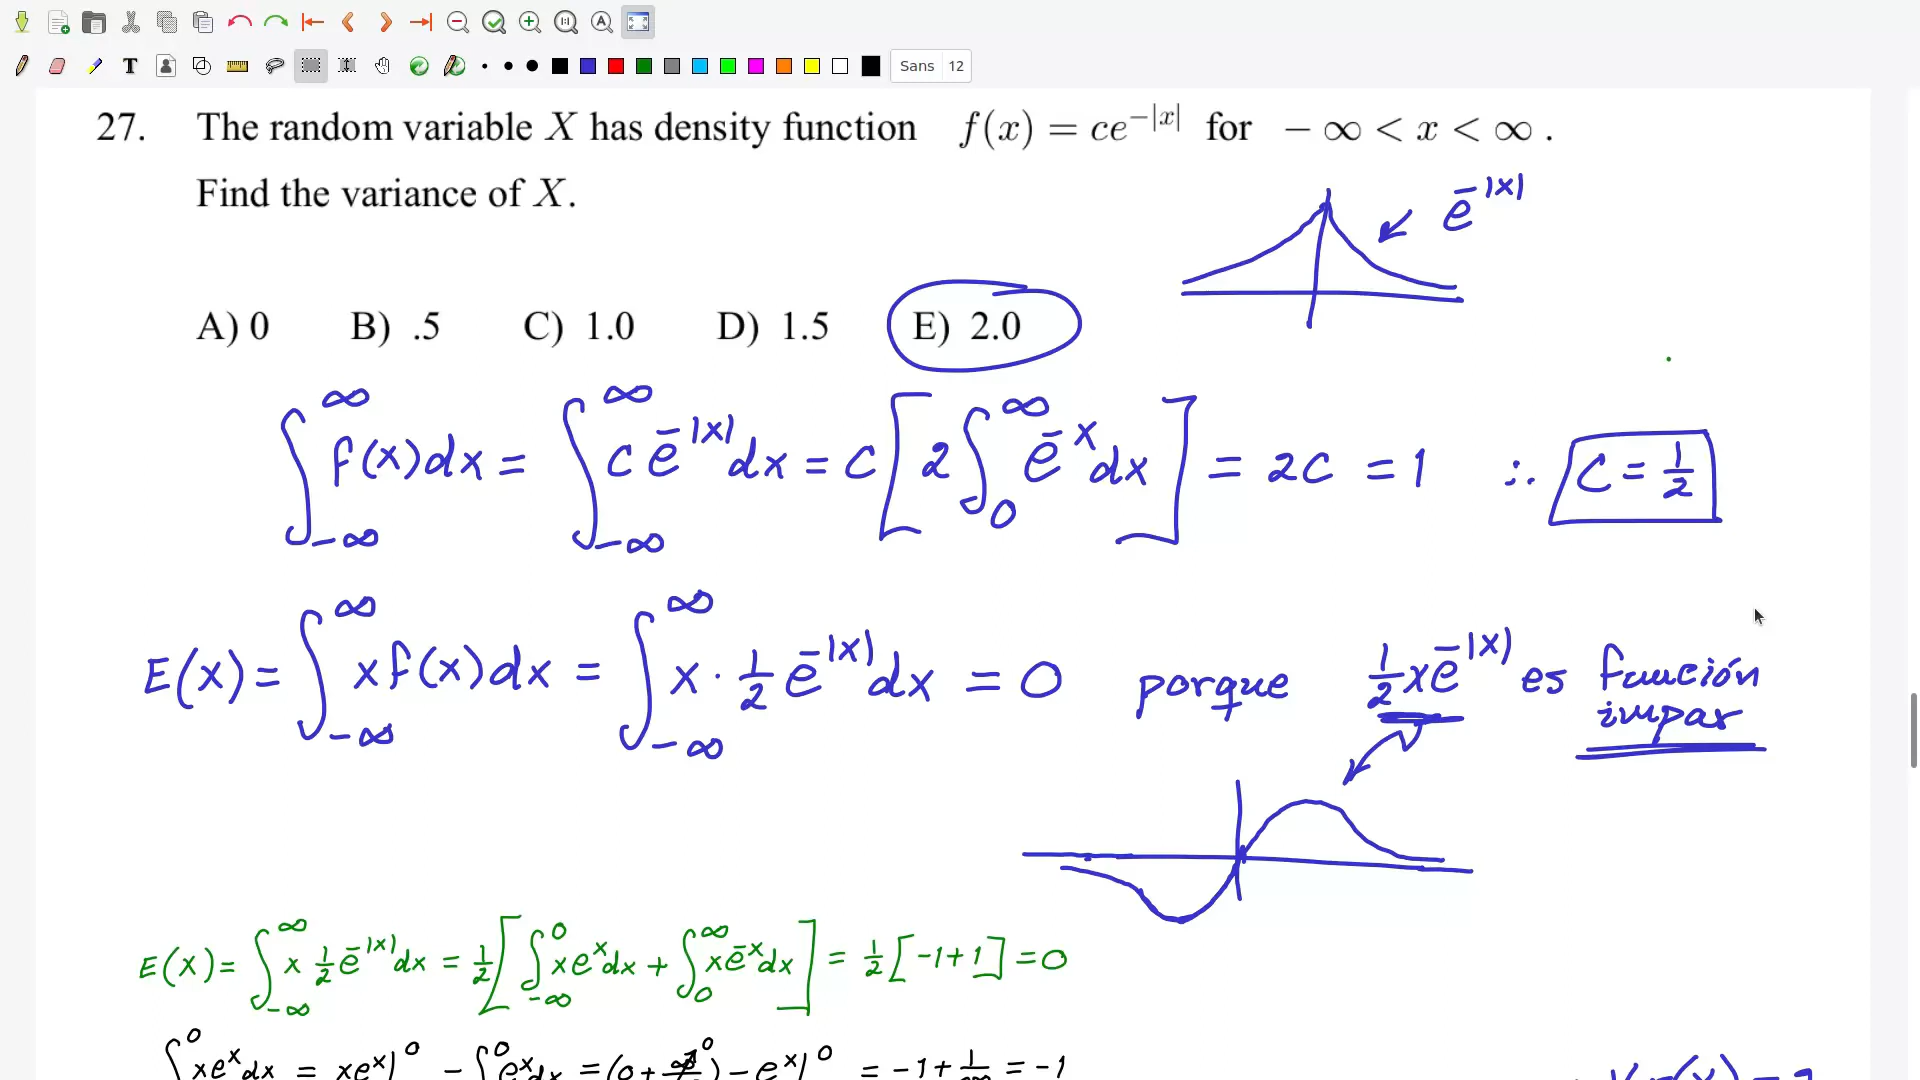 Sans 12
27. The random variable X has density function f(x) = ce^{-|x|} for −∞ < x < ∞ .
Find the variance of X.
e^{-|x|}
A) 0 B) .5 C) 1.0 D) 1.5 E) 2.0
∫_{-∞}^{∞} f(x)dx = ∫_{-∞}^{∞} c e^{-|x|} dx = c[2∫_0^∞ e^{-x} dx] = 2c = 1 ∴ C = 1/2
E(x) = ∫_{-∞}^{∞} x f(x) dx = ∫_{-∞}^{∞} x · 1/2 e^{-|x|} dx = 0 porque 1/2 x e^{-|x|} es función
impar
E(x) = ∫_{-∞}^{∞} x 1/2 e^{-|x|} dx = 1/2 [∫_{-∞}^0 xe^x dx + ∫_0^∞ xe^{-x} dx] = 1/2 [-1+1] = 0